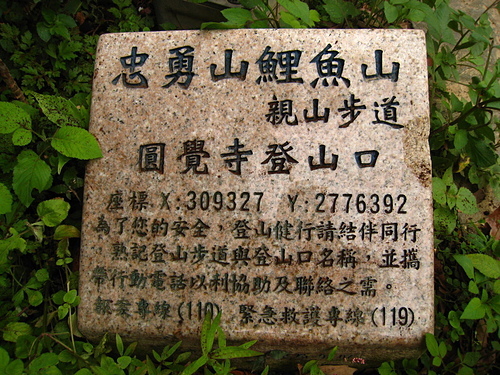 忠勇山鯉魚山
親山步道
圓覺寺登山口
座標 X:309327 Y:2776392
為了您的安全,登山健行請結伴同行
熟記登山步道與登山口名稱,並攜
帶行動電話以利協助及聯絡之需。
報案專線(110) 緊急救護專線(119)